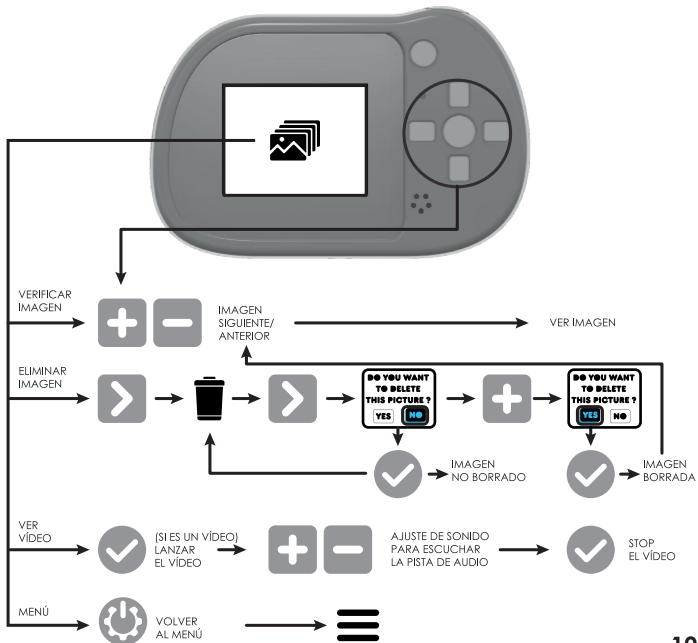 VERIFICAR
IMAGEN
IMAGEN
SIGUIENTE/
ANTERIOR
VER IMAGEN
ELIMINAR
IMAGEN
DO YOU WANT
TO DELETE
THIS PICTURE ?
YES NO
DO YOU WANT
TO DELETE
THIS PICTURE ?
YES NO
IMAGEN
NO BORRADO
IMAGEN
BORRADA
VER
VÍDEO
(SI ES UN VÍDEO)
LANZAR
EL VÍDEO
AJUSTE DE SONIDO
PARA ESCUCHAR
LA PISTA DE AUDIO
STOP
EL VÍDEO
MENÚ
VOLVER
AL MENÚ